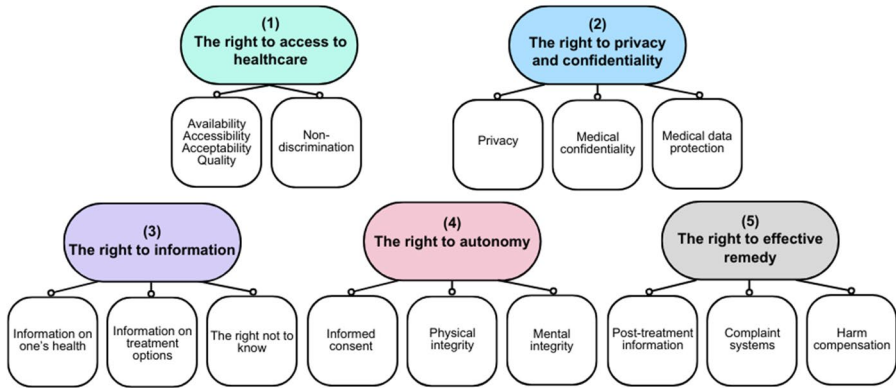 (1)
The right to access to
healthcare
(2)
The right to privacy
and confidentiality
Availability
Accessibility
Acceptability
Quality
Non-
discrimination
Privacy
Medical
confidentiality
Medical data
protection
(3)
The right to information
(4)
The right to autonomy
(5)
The right to effective
remedy
Information on
one's health
Information on
treatment
options
The right not to
know
Informed
consent
Physical
integrity
Mental
integrity
Post-treatment
information
Complaint
systems
Harm
compensation